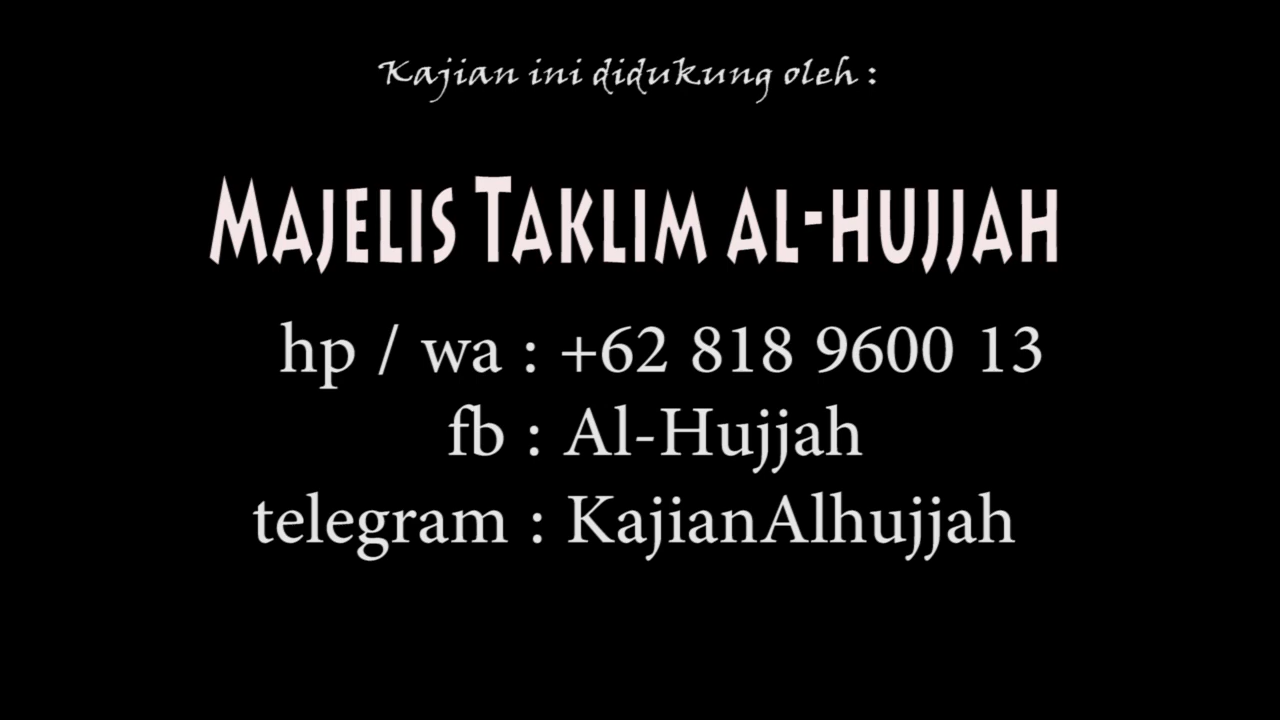 Kajian ini didukung oleh :
Majelis Taklim al-hujjah
hp / wa : +62 818 9600 13
fb : Al-Hujjah
telegram : KajianAlhujjah